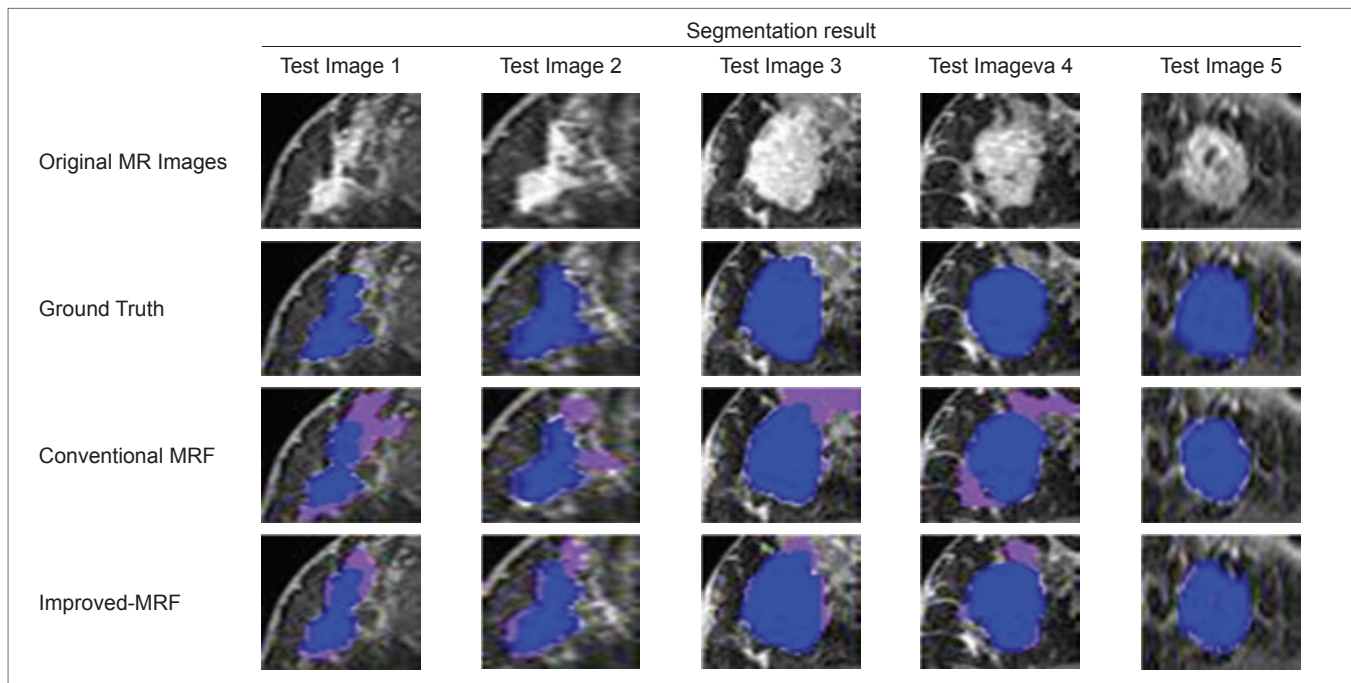 Segmentation result
Test Image 1 Test Image 2 Test Image 3 Test Imageva 4 Test Image 5
Original MR Images
Ground Truth
Conventional MRF
Improved-MRF